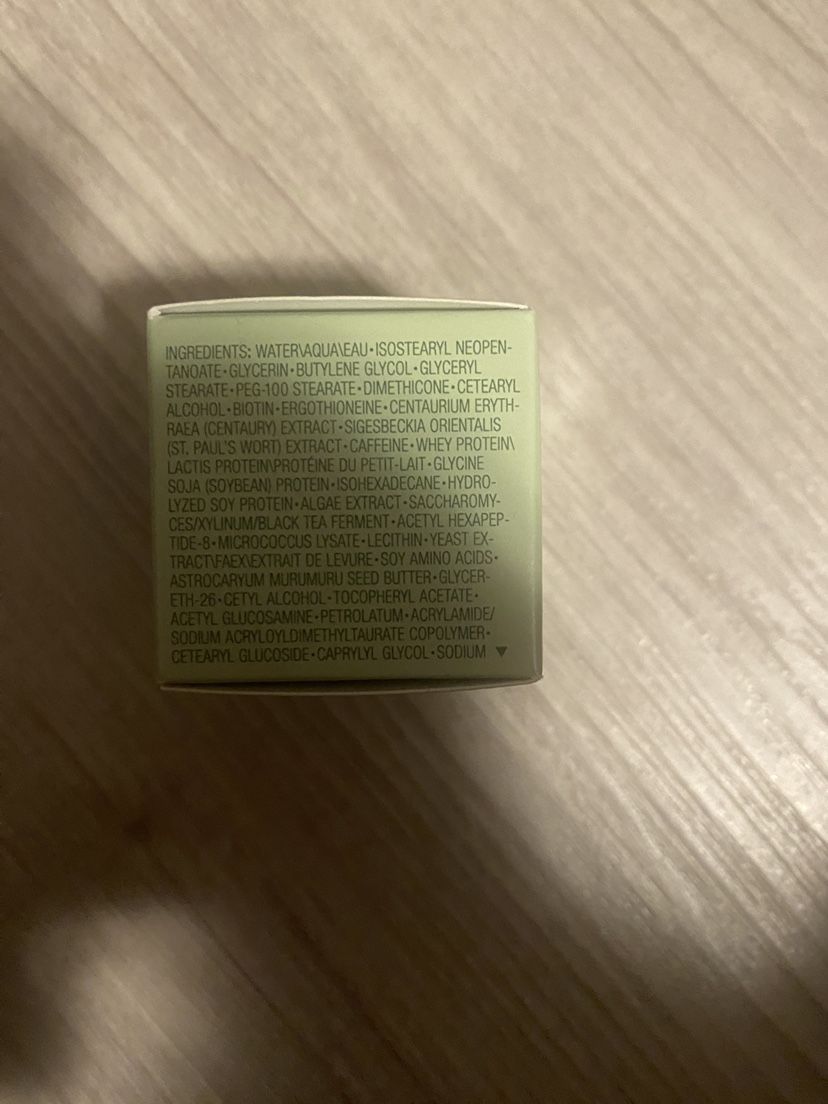 INGREDIENTS: WATER\AQUA\EAU•ISOSTEARYL NEOPEN-
TANOATE•GLYCERIN•BUTYLENE GLYCOL•GLYCERYL
STEARATE•PEG-100 STEARATE•DIMETHICONE•CETEARYL
ALCOHOL•BIOTIN•ERGOTHIONEINE•CENTAURIUM ERYTH-
RAEA (CENTAURY) EXTRACT•SIGESBECKIA ORIENTALIS
(ST. PAUL'S WORT) EXTRACT•CAFFEINE•WHEY PROTEIN\
LACTIS PROTEIN\PROTÉINE DU PETIT-LAIT•GLYCINE
SOJA (SOYBEAN) PROTEIN•ISOHEXADECANE•HYDRO-
LYZED SOY PROTEIN•ALGAE EXTRACT•SACCHAROMY-
CES/XYLINUM/BLACK TEA FERMENT•ACETYL HEXAPEP-
TIDE-8•MICROCOCCUS LYSATE•LECITHIN•YEAST EX-
TRACT\FAEX\EXTRAIT DE LEVURE•SOY AMINO ACIDS•
ASTROCARYUM MURUMURU SEED BUTTER•GLYCER-
ETH-26•CETYL ALCOHOL•TOCOPHERYL ACETATE•
ACETYL GLUCOSAMINE•PETROLATUM•ACRYLAMIDE/
SODIUM ACRYLOYLDIMETHYLTAURATE COPOLYMER•
CETEARYL GLUCOSIDE•CAPRYLYL GLYCOL•SODIUM ▼